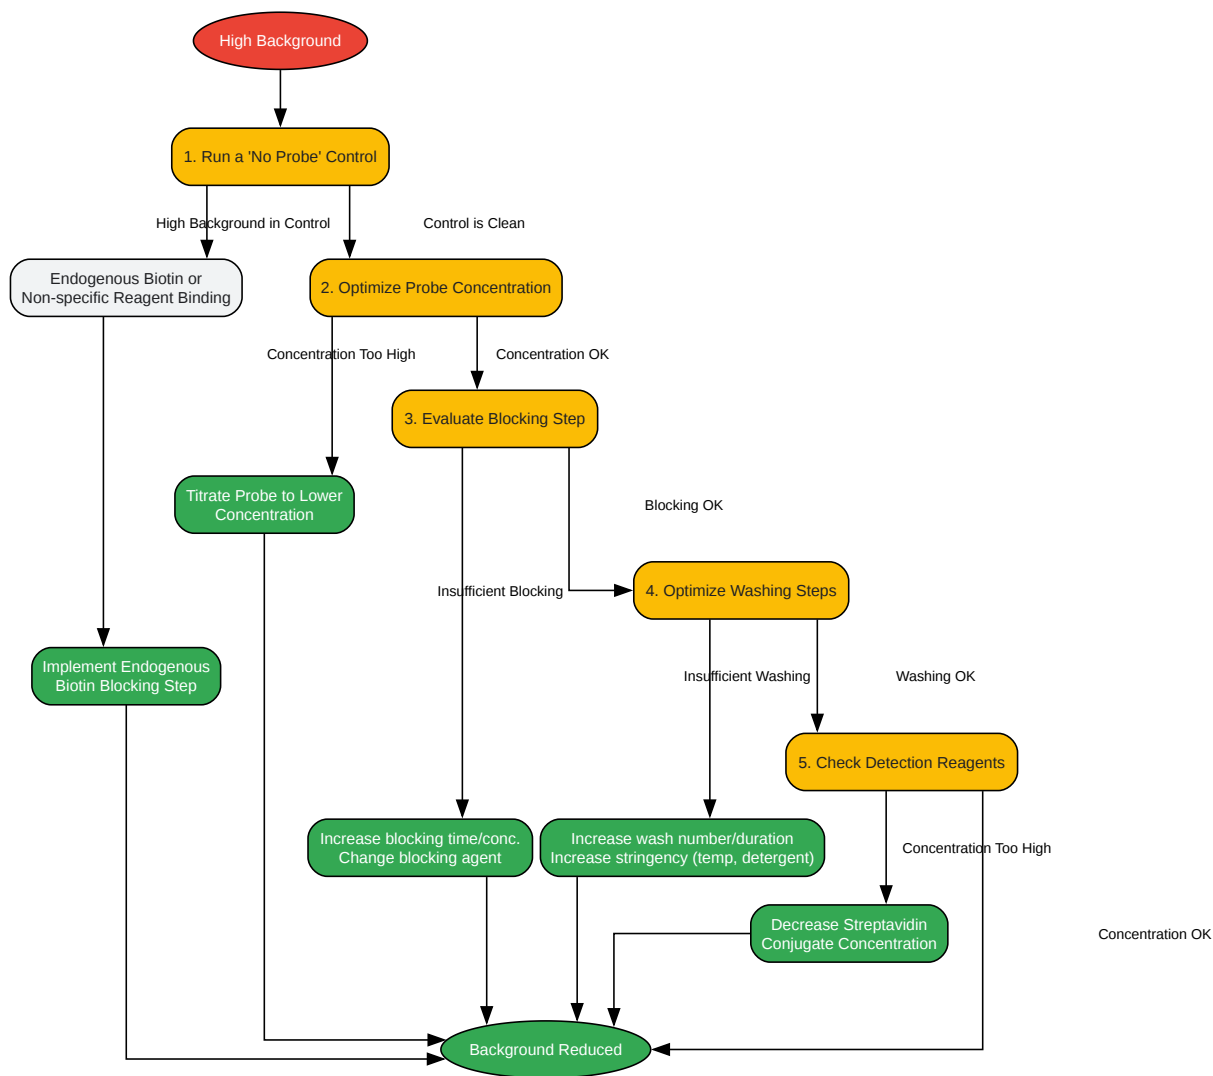 High Background
1. Run a 'No Probe' Control
High Background in Control
Control is Clean
Endogenous Biotin or
Non-specific Reagent Binding
2. Optimize Probe Concentration
Concentration Too High
Concentration OK
3. Evaluate Blocking Step
Titrate Probe to Lower
Concentration
Blocking OK
Insufficient Blocking
4. Optimize Washing Steps
Implement Endogenous
Biotin Blocking Step
Insufficient Washing
Washing OK
5. Check Detection Reagents
Increase blocking time/conc.
Change blocking agent
Increase wash number/duration
Increase stringency (temp, detergent)
Concentration Too High
Decrease Streptavidin
Conjugate Concentration
Concentration OK
Background Reduced